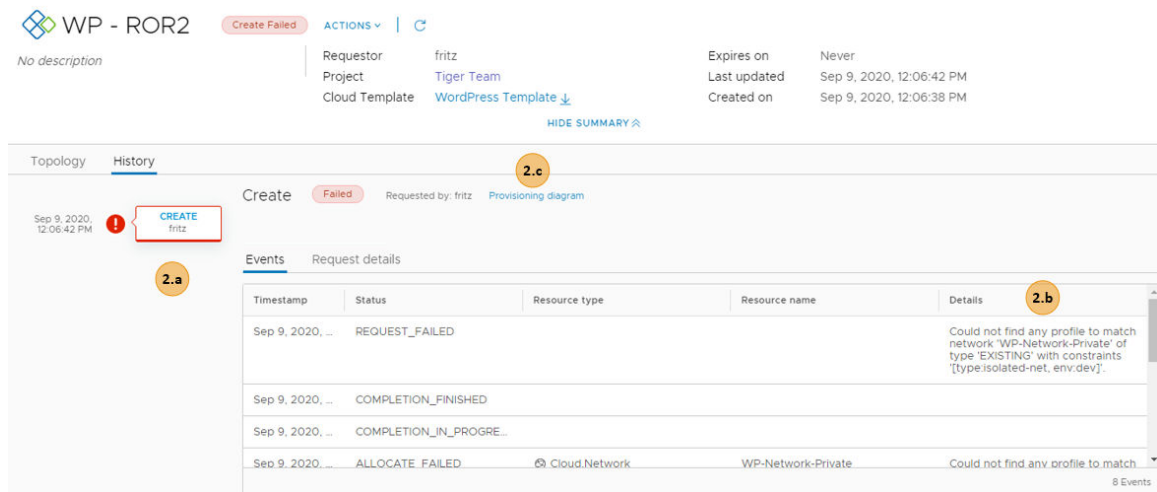 WP - ROR2
Create Failed
ACTIONS
No description
Requestor fritz
Project Tiger Team
Cloud Template WordPress Template
Expires on Never
Last updated Sep 9, 2020, 12:06:42 PM
Created on Sep 9, 2020, 12:06:38 PM
HIDE SUMMARY
Topology History
2.c
Sep 9, 2020,
12:06:42 PM
!
CREATE
fritz
2.a
Create Failed Requested by: fritz Provisioning diagram
Events Request details
2.b
Timestamp Status Resource type Resource name Details
Sep 9, 2020, ... REQUEST_FAILED Could not find any profile to match
network 'WP-Network-Private' of
type 'EXISTING' with constraints
'[type:isolated-net, env:dev]'.
Sep 9, 2020, ... COMPLETION_FINISHED
Sep 9, 2020, ... COMPLETION_IN_PROGRE...
Sep 9, 2020, ... ALLOCATE_FAILED Cloud.Network WP-Network-Private Could not find any profile to match
8 Events